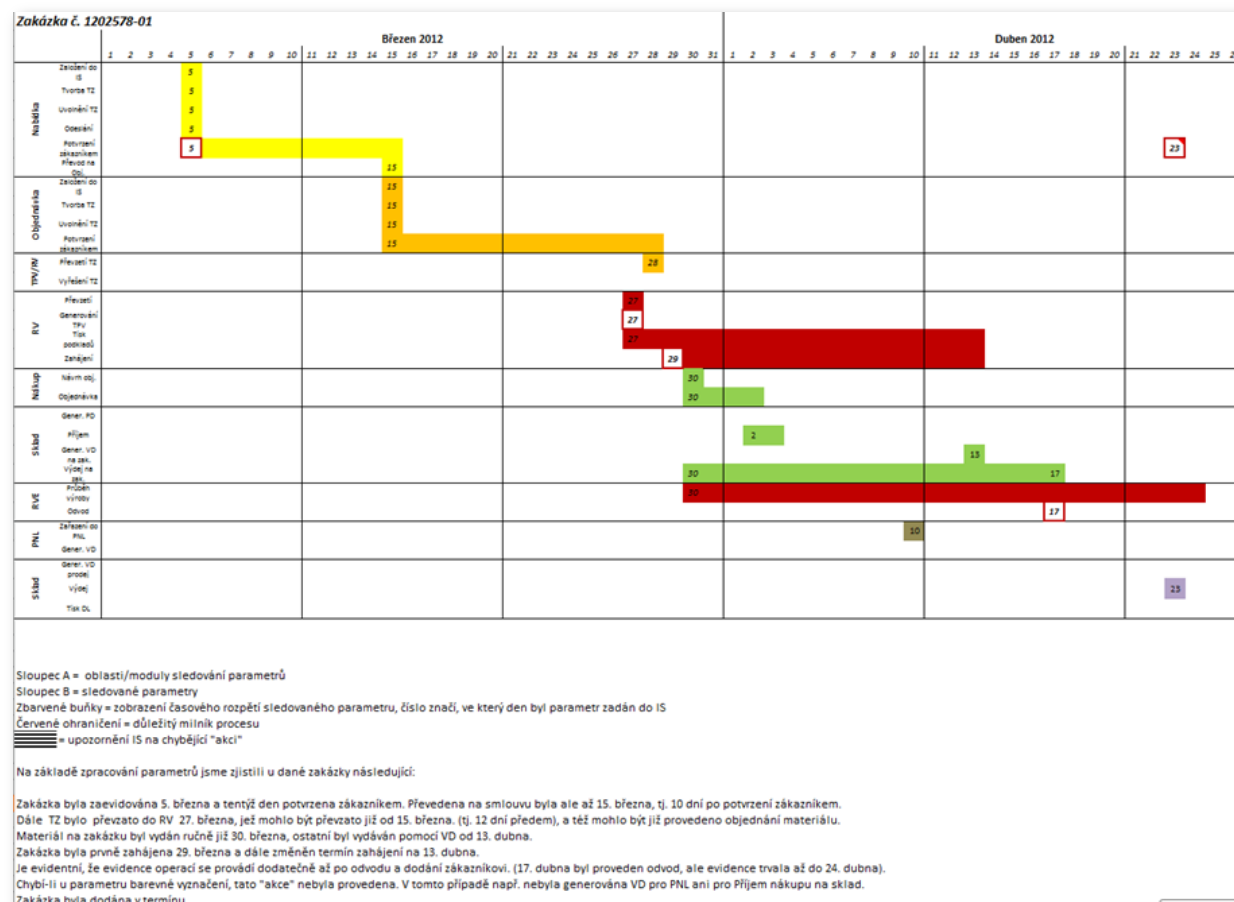 Zakázka č. 1202578-01
Březen 2012 Duben 2012
1 2 3 4 5 6 7 8 9 10 11 12 13 14 15 16 17 18 19 20 21 22 23 24 25 26 27 28 29 30 31 1 2 3 4 5 6 7 8 9 10 11 12 13 14 15 16 17 18 19 20 21 22 23 24 25
Nabídka
Založení do IS 5
Tvorba TZ 5
Uvolnění TZ 5
Odeslání 5
Potvrzení zákazníkem 5 23
Převod na Obj. 15
Objednávka
Založení do IS 15
Tvorba TZ 15
Uvolnění TZ 15
Potvrzení zákazníkem 15
TPV/RV
Převzetí TZ 28
Vyřešení TZ
RV
Převzetí 27
Generování TPV 27
Tisk podkladů 27
Zahájení 29
Nákup
Návrh obj. 30
Objednávka 30
Sklad
Gener. PD
Příjem 2
Gener. VD na zak. 13
Výdej na zak. 30 17
RVE
Průběh výroby 30
Odvod 17
PNL
Zařazení do PNL 10
Gener. VD
Sklad
Gener. VD prodej
Výdej 23
Tisk DL
Sloupec A = oblasti/moduly sledování parametrů
Sloupec B = sledované parametry
Zbarvené buňky = zobrazení časového rozpětí sledovaného parametru, číslo značí, ve který den byl parametr zadán do IS
Červené ohraničení = důležitý milník procesu
= upozornění IS na chybějící "akci"
Na základě zpracování parametrů jsme zjistili u dané zakázky následující:
Zakázka byla zaevidována 5. března a tentýž den potvrzena zákazníkem. Převedena na smlouvu byla ale až 15. března, tj. 10 dní po potvrzení zákazníkem.
Dále TZ bylo převzato do RV 27. března, jež mohlo být převzato již od 15. března. (tj. 12 dní předem), a též mohlo být již provedeno objednání materiálu.
Materiál na zakázku byl vydán ručně již 30. března, ostatní byl vydáván pomocí VD od 13. dubna.
Zakázka byla prvně zahájena 29. března a dále změněn termín zahájení na 13. dubna.
Je evidentní, že evidence operací se provádí dodatečně až po odvodu a dodání zákazníkovi. (17. dubna byl proveden odvod, ale evidence trvala až do 24. dubna).
Chybí-li u parametru barevné vyznačení, tato "akce" nebyla provedena. V tomto případě např. nebyla generována VD pro PNL ani pro Příjem nákupu na sklad.
Zakázka byla dodána v termínu